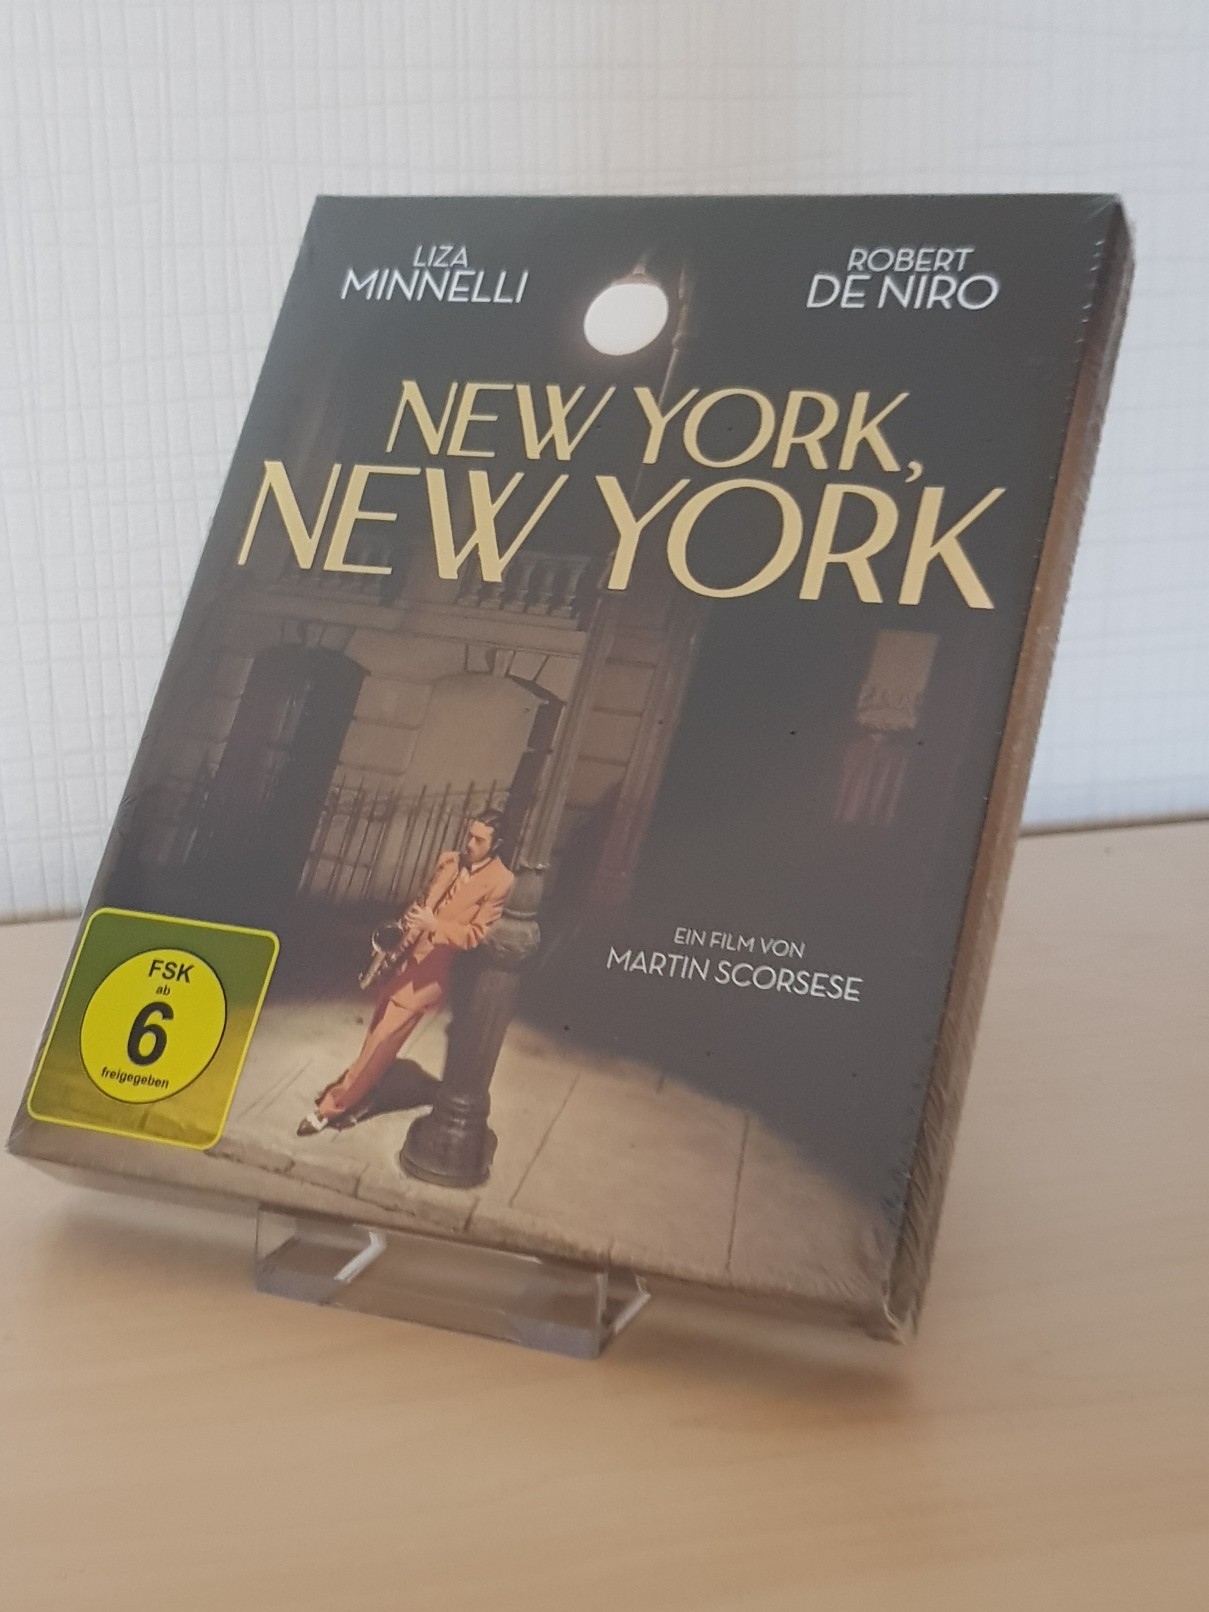 LIZA
MINNELLI
ROBERT
DE NIRO
NEW YORK,
NEW YORK
EIN FILM VON
MARTIN SCORSESE
FSK
ab
6
freigegeben